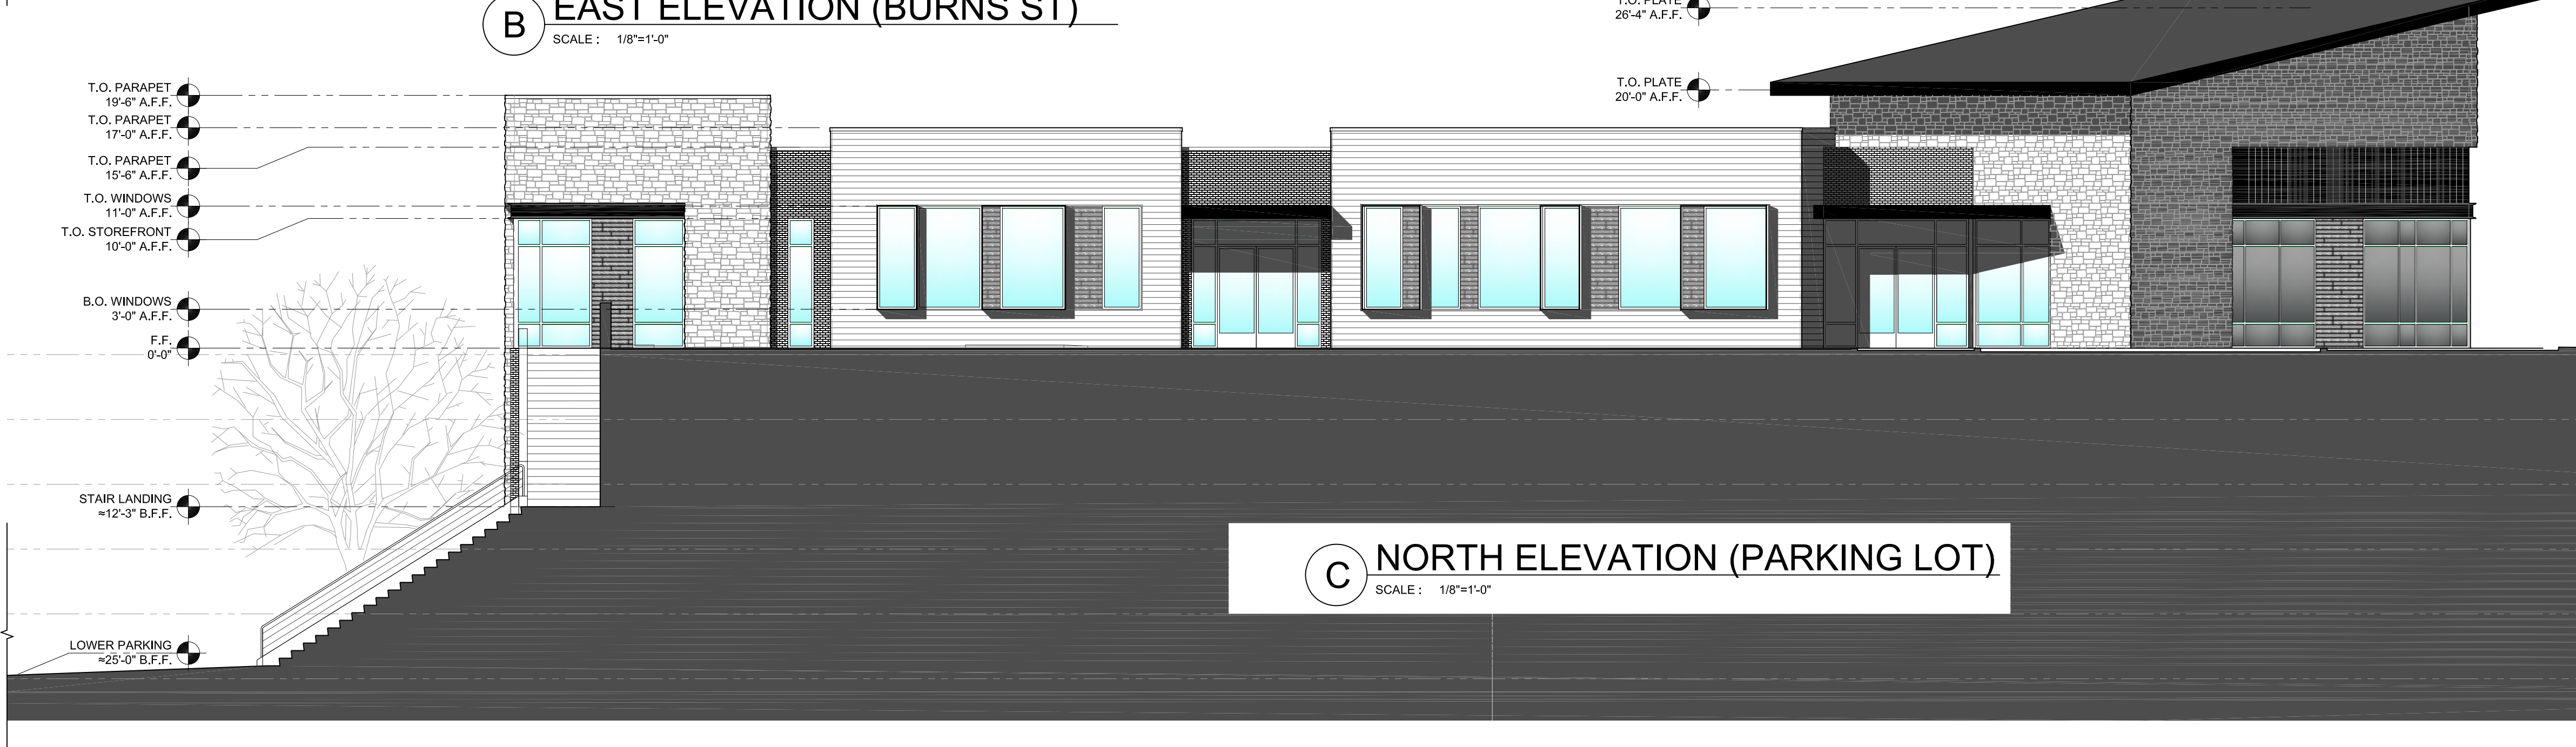 B
EAST ELEVATION (BURNS ST)
SCALE : 1/8"=1'-0"
T.O. PLATE
26'-4" A.F.F.
T.O. PLATE
20'-0" A.F.F.
T.O. PARAPET
19'-6" A.F.F.
T.O. PARAPET
17'-0" A.F.F.
T.O. PARAPET
15'-6" A.F.F.
T.O. WINDOWS
11'-0" A.F.F.
T.O. STOREFRONT
10'-0" A.F.F.
B.O. WINDOWS
3'-0" A.F.F.
F.F.
0'-0"
STAIR LANDING
≈12'-3" B.F.F.
LOWER PARKING
≈25'-0" B.F.F.
C
NORTH ELEVATION (PARKING LOT)
SCALE : 1/8"=1'-0"